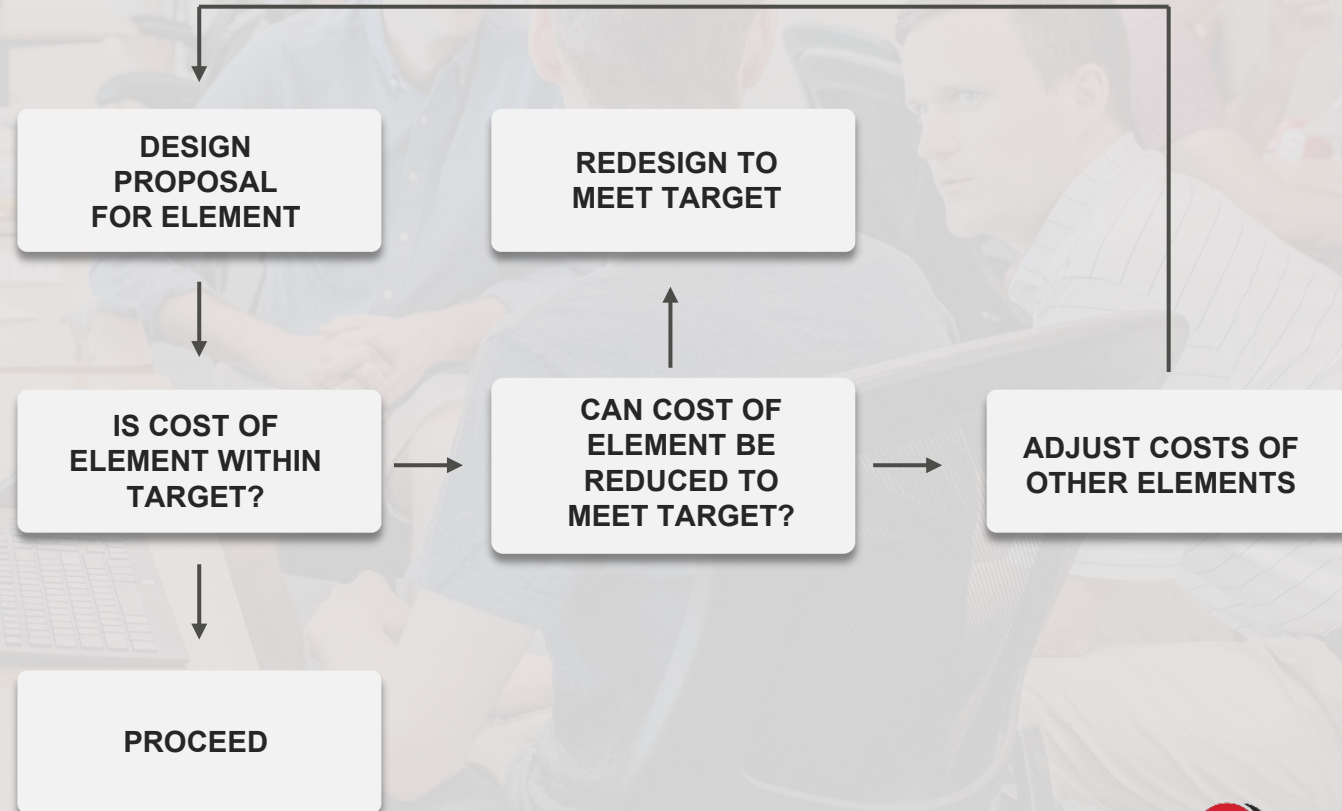 DESIGN
PROPOSAL
FOR ELEMENT
REDESIGN TO
MEET TARGET
IS COST OF
ELEMENT WITHIN
TARGET?
CAN COST OF
ELEMENT BE
REDUCED TO
MEET TARGET?
ADJUST COSTS OF
OTHER ELEMENTS
PROCEED